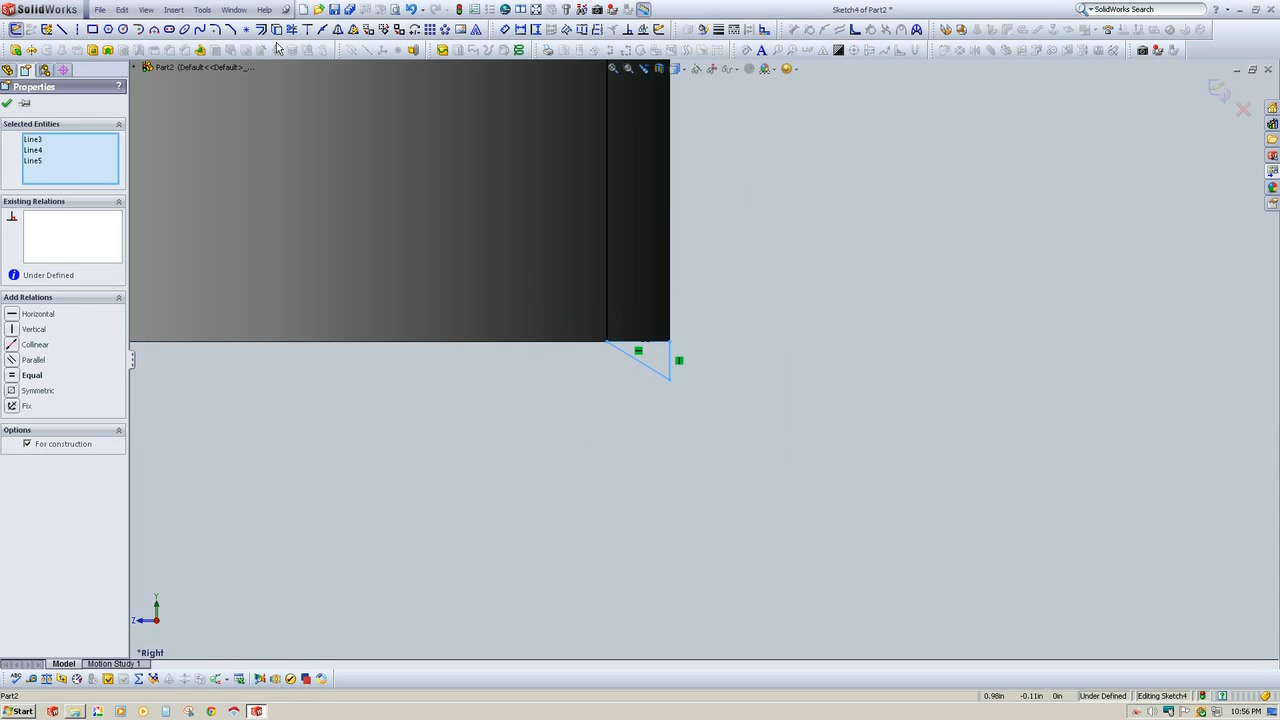 SolidWorks File Edit View Insert Tools Window Help Sketch4 of Part2 * SolidWorks Search ?
Properties ?
Part2 (Default<<Default>_...
Selected Entities
Line3
Line4
Line5
Existing Relations
Under Defined
Add Relations
Horizontal
Vertical
Collinear
Parallel
Equal
Symmetric
Fix
Options
For construction
Y
Z
*Right
Model Motion Study 1
Part2 0.98in -0.11in 0in Under Defined Editing Sketch4 ?
Start 10:56 PM